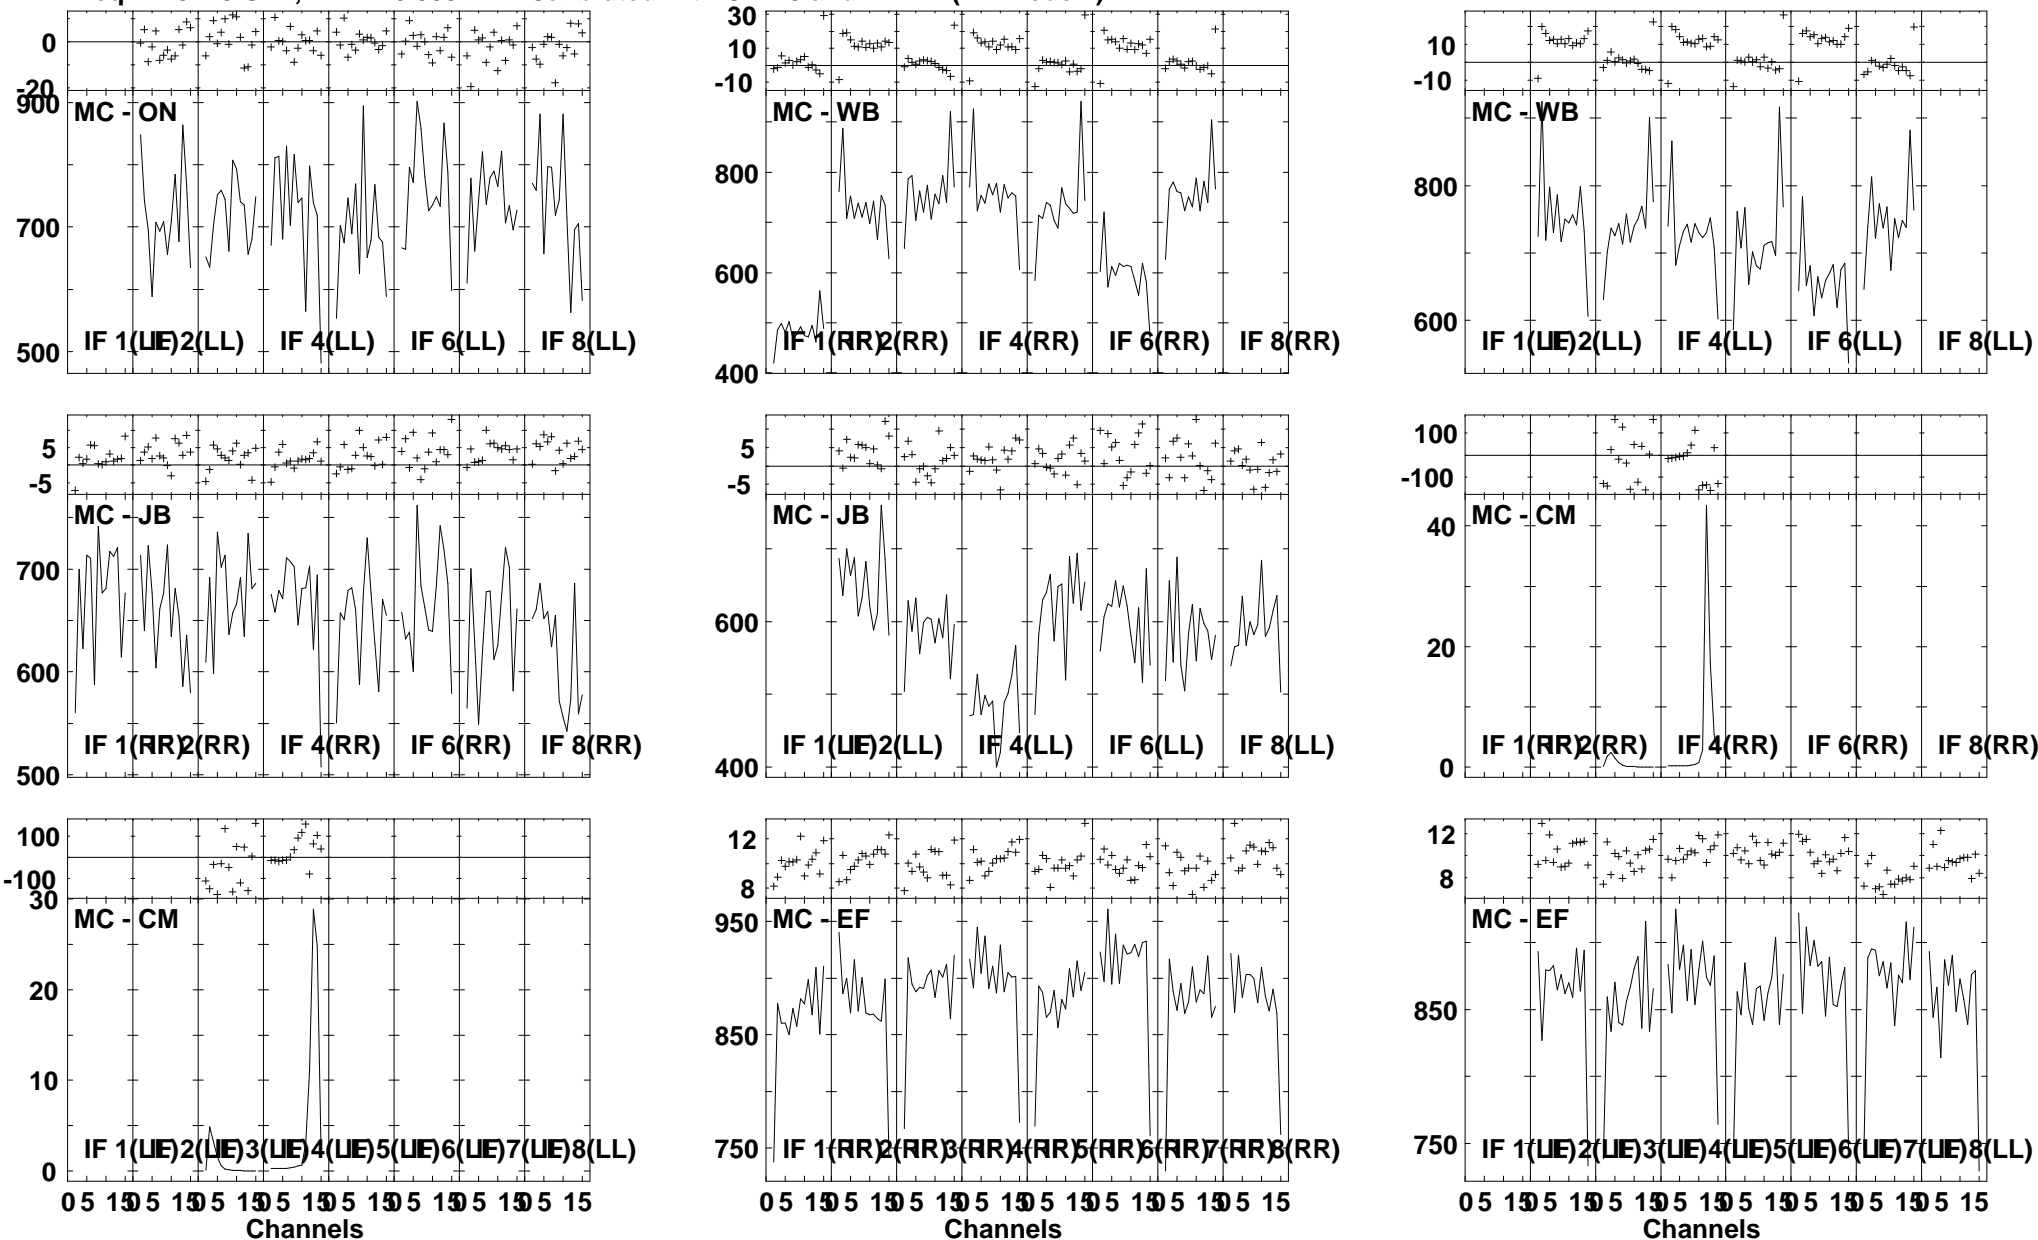 0
-20
900
MC - ON
700
500
IF 1(LL)
IF 2(LL)
IF 4(LL)
IF 6(LL)
IF 8(LL)
30
10
-10
MC - WB
800
600
400
IF 1(RR)
IF 2(RR)
IF 4(RR)
IF 6(RR)
IF 8(RR)
10
-10
MC - WB
800
600
IF 1(LL)
IF 2(LL)
IF 4(LL)
IF 6(LL)
IF 8(LL)
5
-5
MC - JB
700
600
500
IF 1(RR)
IF 2(RR)
IF 4(RR)
IF 6(RR)
IF 8(RR)
5
-5
MC - JB
600
400
IF 1(LL)
IF 2(LL)
IF 4(LL)
IF 6(LL)
IF 8(LL)
100
-100
MC - CM
40
20
0
IF 1(RR)
IF 2(RR)
IF 4(RR)
IF 6(RR)
IF 8(RR)
100
-100
30
MC - CM
20
10
0
IF 1(LL)
IF 2(LL)
IF 3(LL)
IF 4(LL)
IF 5(LL)
IF 6(LL)
IF 7(LL)
IF 8(LL)
0 5 15
0 5 15
0 5 15
0 5 15
0 5 15
0 5 15
0 5 15
0 5 15
Channels
12
8
MC - EF
950
850
750
IF 1(RR)
IF 2(RR)
IF 3(RR)
IF 4(RR)
IF 5(RR)
IF 6(RR)
IF 7(RR)
IF 8(RR)
0 5 15
0 5 15
0 5 15
0 5 15
0 5 15
0 5 15
0 5 15
0 5 15
Channels
12
8
MC - EF
850
750
IF 1(LL)
IF 2(LL)
IF 3(LL)
IF 4(LL)
IF 5(LL)
IF 6(LL)
IF 7(LL)
IF 8(LL)
0 5 15
0 5 15
0 5 15
0 5 15
0 5 15
0 5 15
0 5 15
0 5 15
Channels